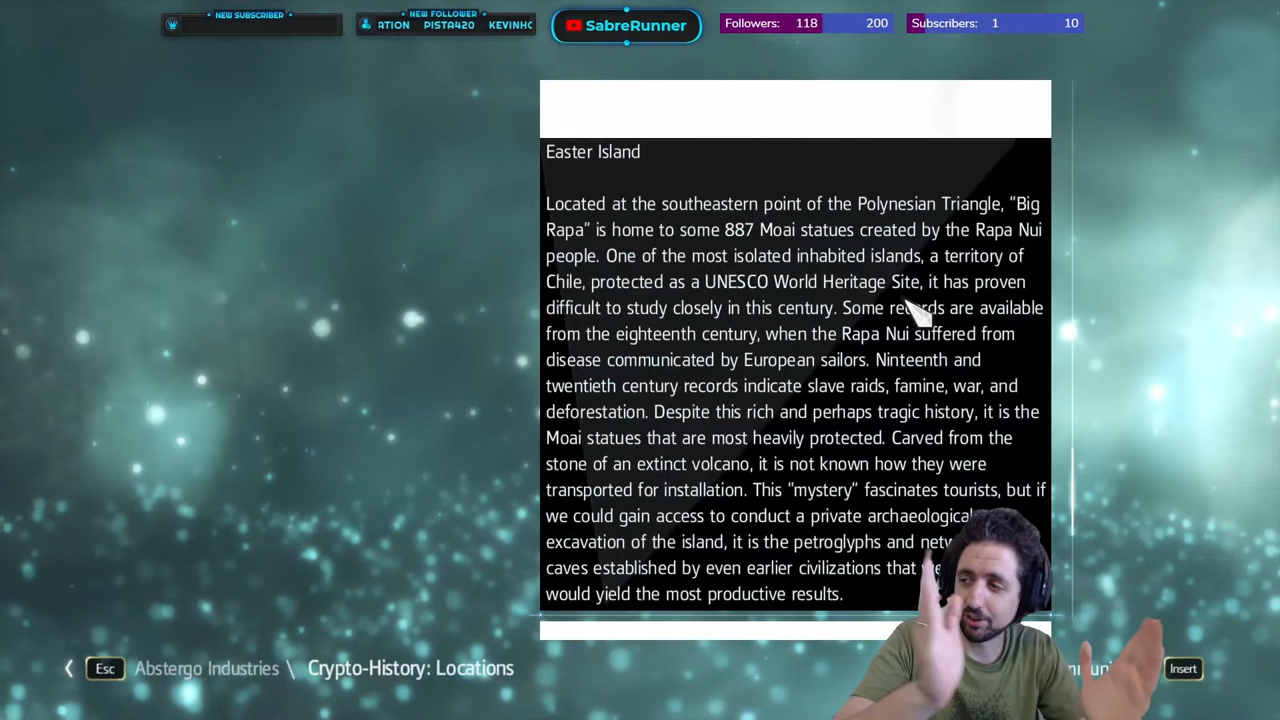 NEW SUBSCRIBER
NEW FOLLOWER
ATION PISTA420 KEVINHC
SabreRunner
Followers: 118 200
Subscribers: 1 10
Easter Island
Located at the southeastern point of the Polynesian Triangle, “Big
Rapa” is home to some 887 Moai statues created by the Rapa Nui
people. One of the most isolated inhabited islands, a territory of
Chile, protected as a UNESCO World Heritage Site, it has proven
difficult to study closely in this century. Some records are available
from the eighteenth century, when the Rapa Nui suffered from
disease communicated by European sailors. Ninteenth and
twentieth century records indicate slave raids, famine, war, and
deforestation. Despite this rich and perhaps tragic history, it is the
Moai statues that are most heavily protected. Carved from the
stone of an extinct volcano, it is not known how they were
transported for installation. This “mystery” fascinates tourists, but if
we could gain access to conduct a private archaeological
excavation of the island, it is the petroglyphs and
caves established by even earlier civilizations that
would yield the most productive results.
Esc Abstergo Industries \ Crypto-History: Locations
Insert